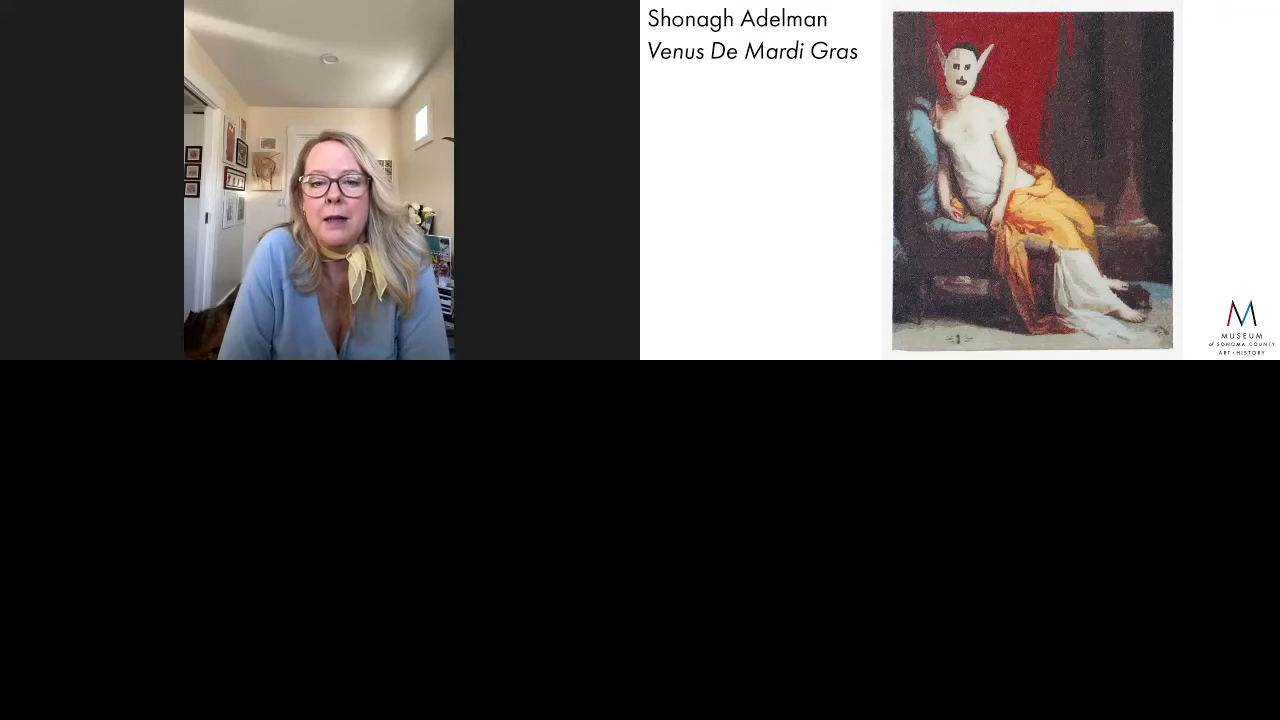 Shonagh Adelman
Venus De Mardi Gras
M
MUSEUM
of SONOMA COUNTY
ART • HISTORY